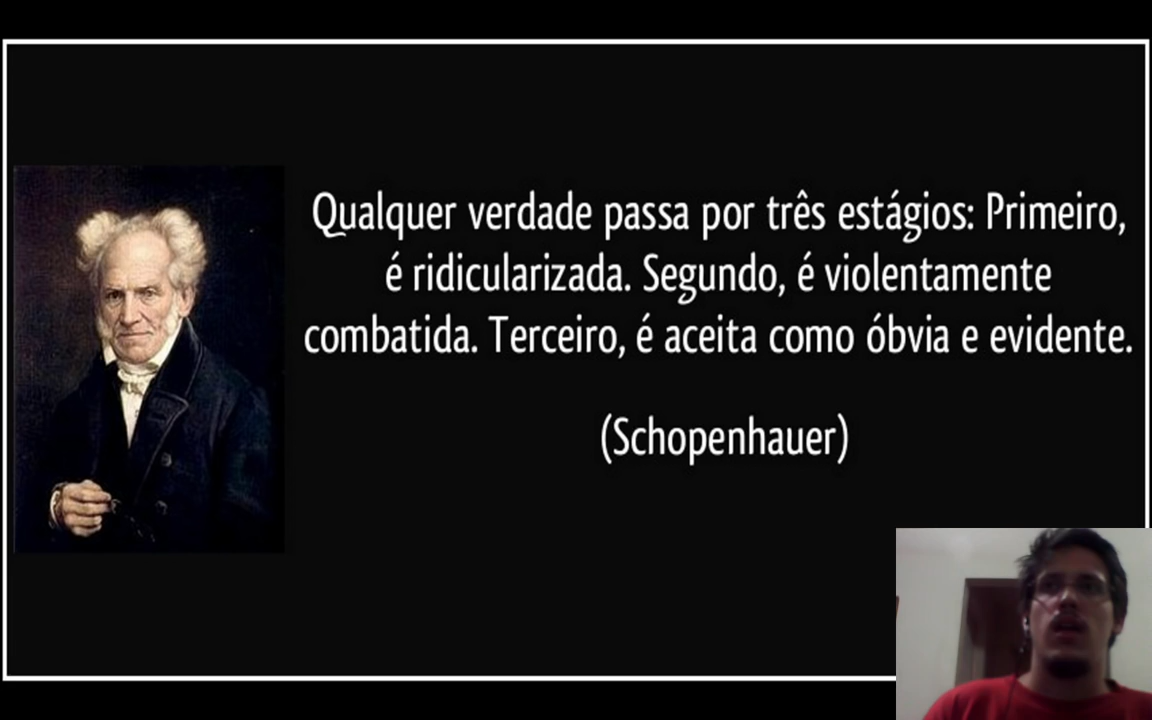 Qualquer verdade passa por três estágios: Primeiro,
é ridicularizada. Segundo, é violentamente
combatida. Terceiro, é aceita como óbvia e evidente.
(Schopenhauer)